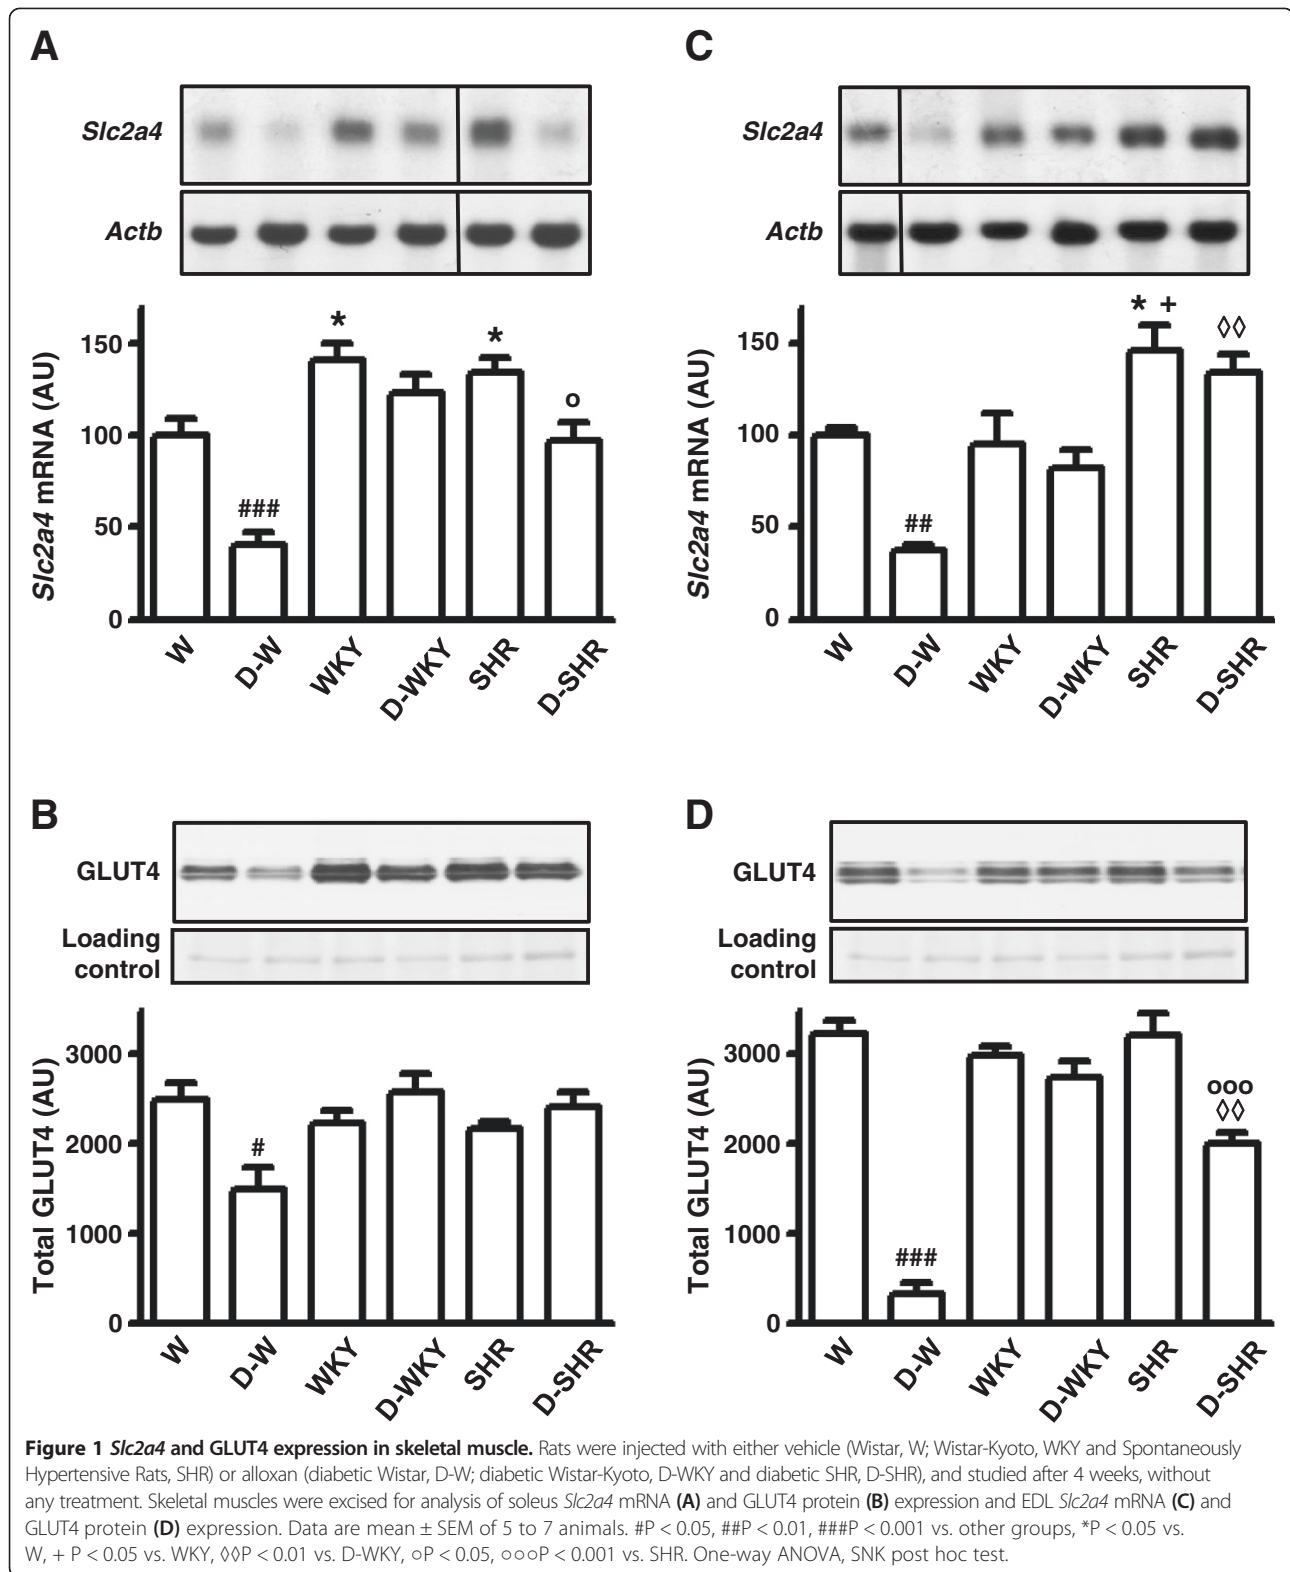 A
Slc2a4
Actb
Slc2a4 mRNA (AU)
150
100
50
0
*
*
###
o
W
D-W
WKY
D-WKY
SHR
D-SHR
C
Slc2a4
Actb
Slc2a4 mRNA (AU)
150
100
50
0
* +
◊◊
##
W
D-W
WKY
D-WKY
SHR
D-SHR
B
GLUT4
Loading
control
Total GLUT4 (AU)
3000
2000
1000
0
#
W
D-W
WKY
D-WKY
SHR
D-SHR
D
GLUT4
Loading
control
Total GLUT4 (AU)
3000
2000
1000
0
###
ooo
◊◊
W
D-W
WKY
D-WKY
SHR
D-SHR
Figure 1 Slc2a4 and GLUT4 expression in skeletal muscle. Rats were injected with either vehicle (Wistar, W; Wistar-Kyoto, WKY and Spontaneously
Hypertensive Rats, SHR) or alloxan (diabetic Wistar, D-W; diabetic Wistar-Kyoto, D-WKY and diabetic SHR, D-SHR), and studied after 4 weeks, without
any treatment. Skeletal muscles were excised for analysis of soleus Slc2a4 mRNA (A) and GLUT4 protein (B) expression and EDL Slc2a4 mRNA (C) and
GLUT4 protein (D) expression. Data are mean ± SEM of 5 to 7 animals. #P < 0.05, ##P < 0.01, ###P < 0.001 vs. other groups, *P < 0.05 vs.
W, + P < 0.05 vs. WKY, ◊◊P < 0.01 vs. D-WKY, ○P < 0.05, ○○○P < 0.001 vs. SHR. One-way ANOVA, SNK post hoc test.